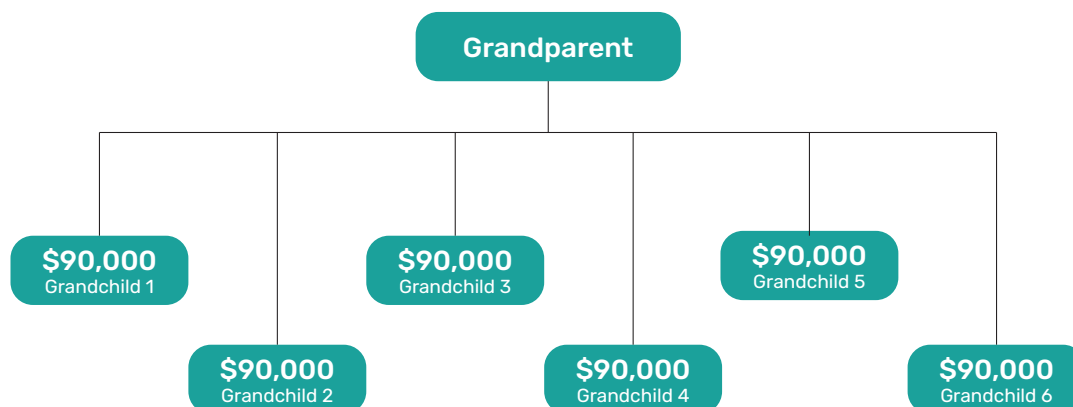 Grandparent
$90,000
Grandchild 1
$90,000
Grandchild 2
$90,000
Grandchild 3
$90,000
Grandchild 4
$90,000
Grandchild 5
$90,000
Grandchild 6